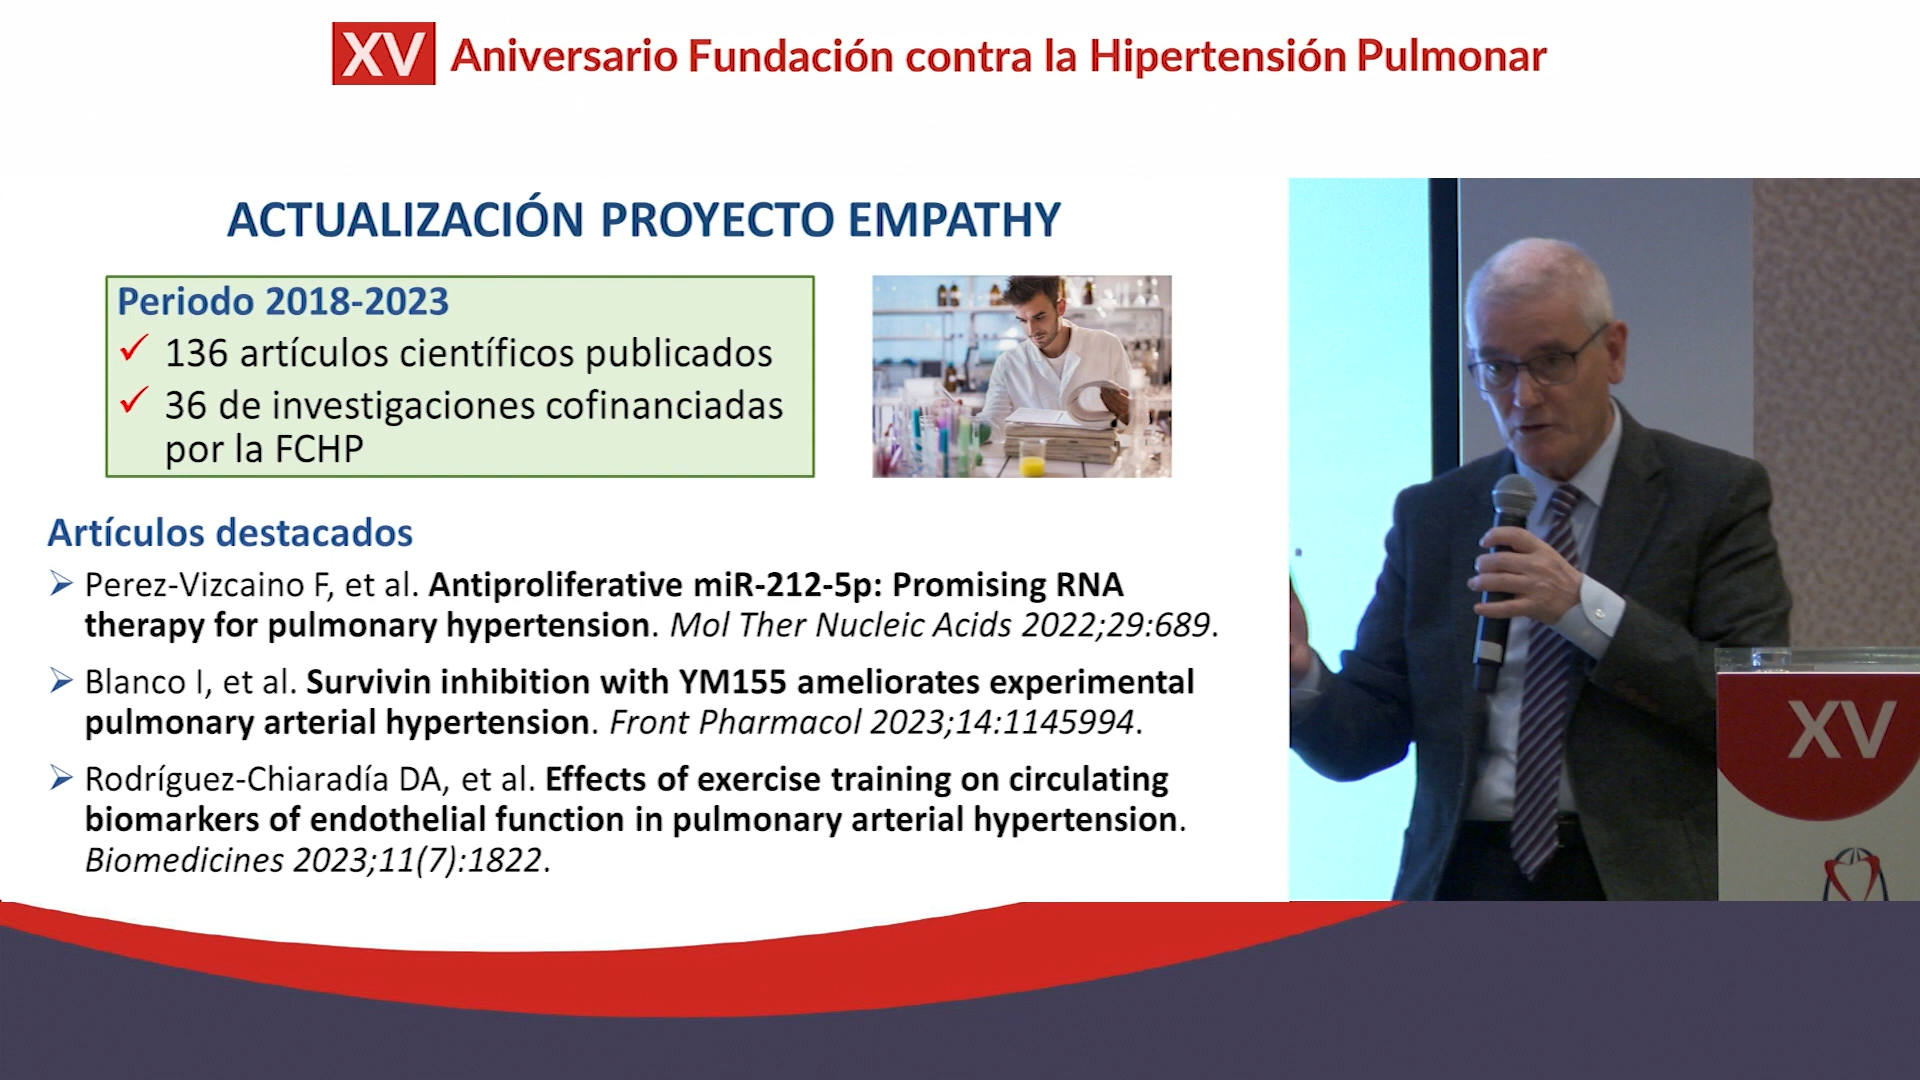 XV Aniversario Fundación contra la Hipertensión Pulmonar
ACTUALIZACIÓN PROYECTO EMPATHY
Periodo 2018-2023
✓ 136 artículos científicos publicados
✓ 36 de investigaciones cofinanciadas
por la FCHP
Artículos destacados
➢ Perez-Vizcaino F, et al. Antiproliferative miR-212-5p: Promising RNA
therapy for pulmonary hypertension. Mol Ther Nucleic Acids 2022;29:689.
➢ Blanco I, et al. Survivin inhibition with YM155 ameliorates experimental
pulmonary arterial hypertension. Front Pharmacol 2023;14:1145994.
➢ Rodríguez-Chiaradía DA, et al. Effects of exercise training on circulating
biomarkers of endothelial function in pulmonary arterial hypertension.
Biomedicines 2023;11(7):1822.
XV